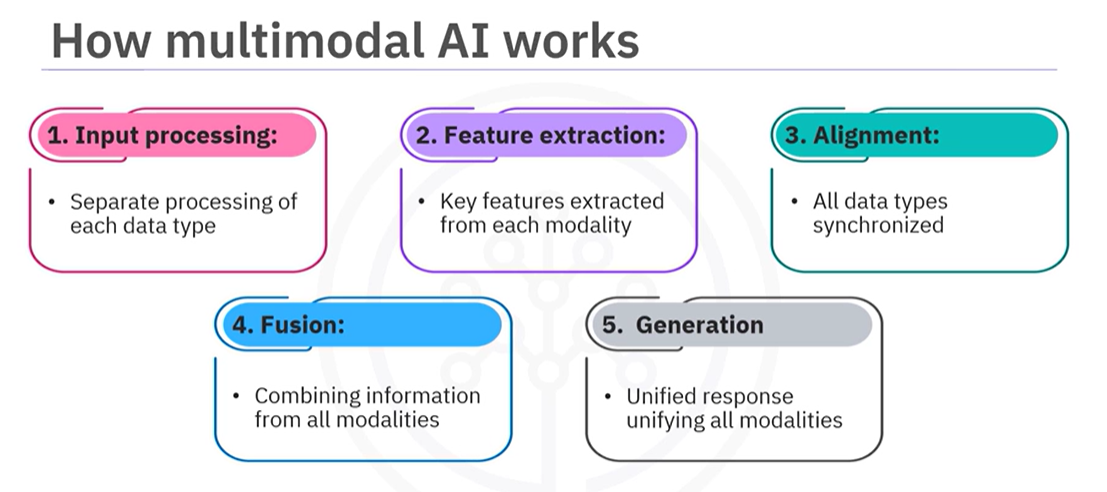 How multimodal AI works
1. Input processing:
• Separate processing of
each data type
2. Feature extraction:
• Key features extracted
from each modality
3. Alignment:
• All data types
synchronized
4. Fusion:
• Combining information
from all modalities
5. Generation
• Unified response
unifying all modalities